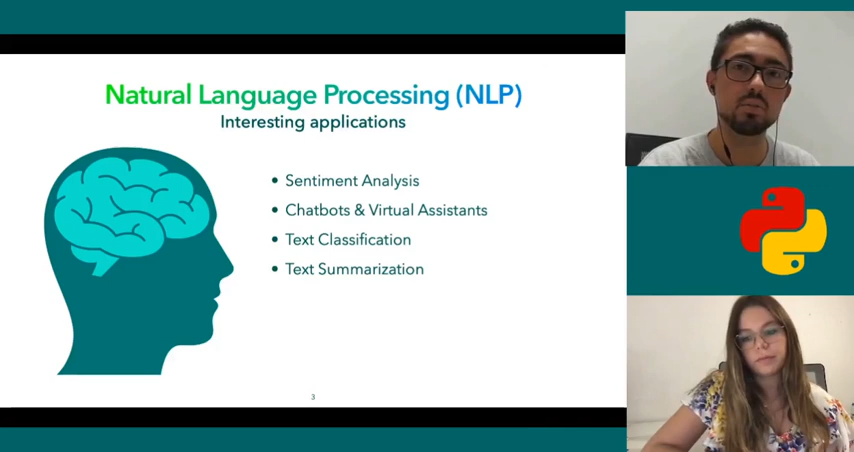 Natural Language Processing (NLP)
Interesting applications
• Sentiment Analysis
• Chatbots & Virtual Assistants
• Text Classification
• Text Summarization
3